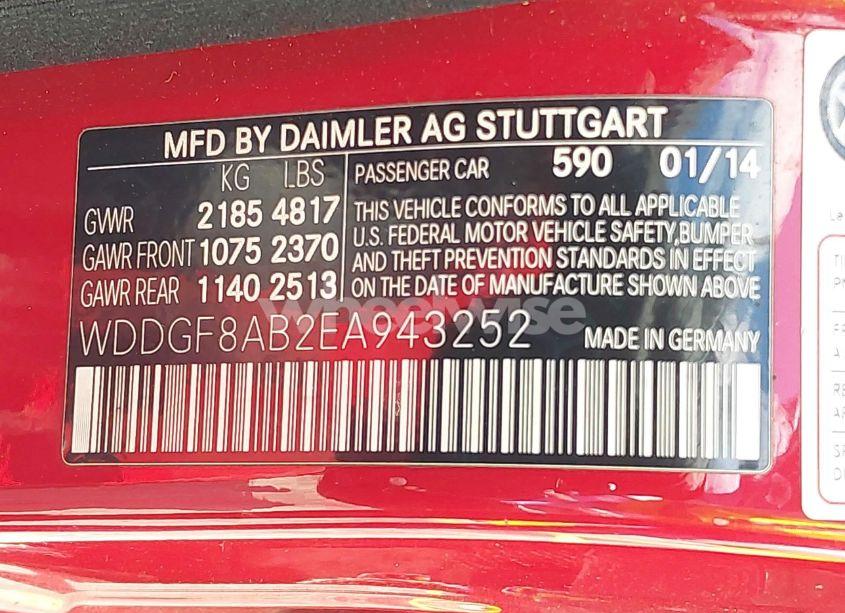 MFD BY DAIMLER AG STUTTGART
KG LBS
PASSENGER CAR 590 01/14
GVWR 2185 4817
GAWR FRONT 1075 2370
GAWR REAR 1140 2513
THIS VEHICLE CONFORMS TO ALL APPLICABLE
U.S. FEDERAL MOTOR VEHICLE SAFETY,BUMPER
AND THEFT PREVENTION STANDARDS IN EFFECT
ON THE DATE OF MANUFACTURE SHOWN ABOVE
WDDGF8AB2EA943252 MADE IN GERMANY
Wheelwise